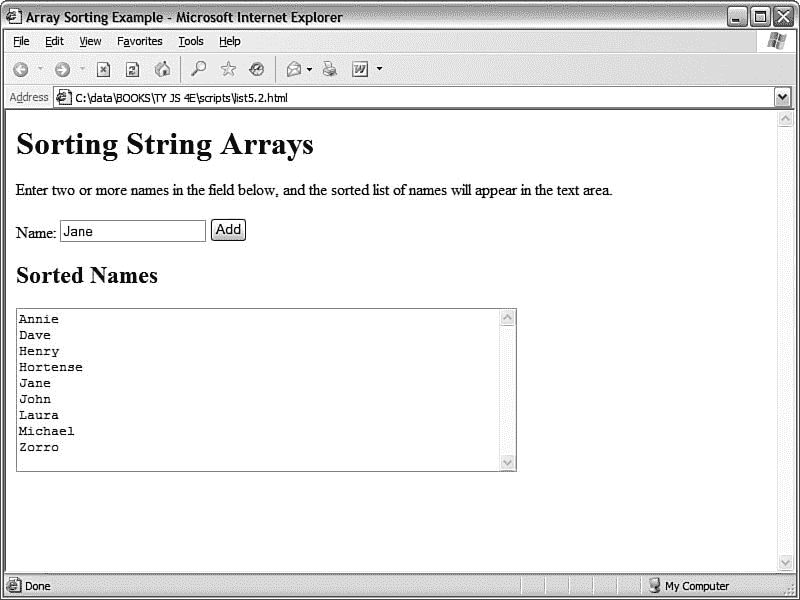 Array Sorting Example - Microsoft Internet Explorer
File Edit View Favorites Tools Help
Address C:\data\BOOKS\TY JS 4E\scripts\list5.2.html
Sorting String Arrays
Enter two or more names in the field below, and the sorted list of names will appear in the text area.
Name: Jane Add
Sorted Names
Annie
Dave
Henry
Hortense
Jane
John
Laura
Michael
Zorro
Done My Computer